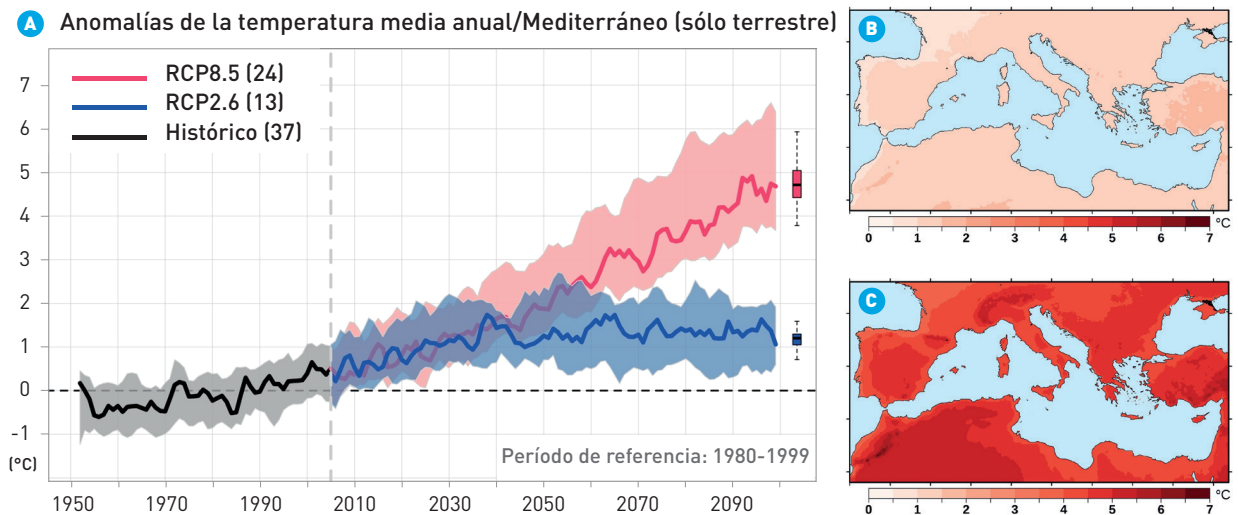 A Anomalías de la temperatura media anual/Mediterráneo (sólo terrestre)
RCP8.5 (24)
RCP2.6 (13)
Histórico (37)
7
6
5
4
3
2
1
0
-1
(°C)
Período de referencia: 1980-1999
1950 1970 1990 2010 2030 2050 2070 2090
B
0 1 2 3 4 5 6 7 °C
C
0 1 2 3 4 5 6 7 °C